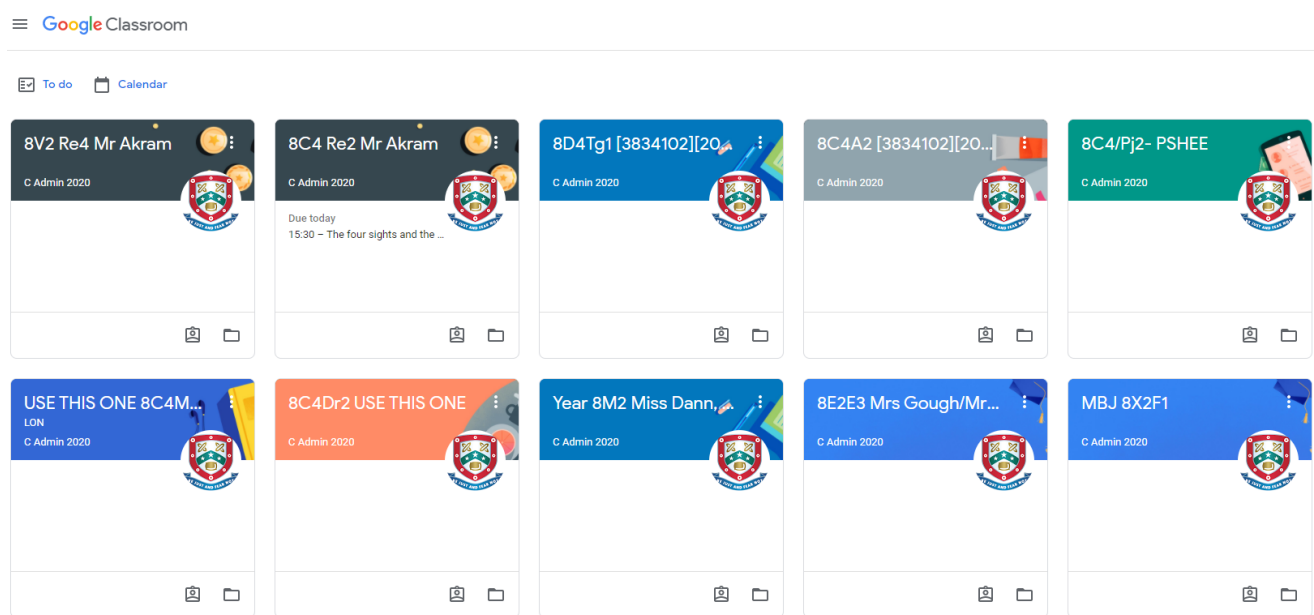 Google Classroom
To do Calendar
8V2 Re4 Mr Akram
C Admin 2020
8C4 Re2 Mr Akram
C Admin 2020
Due today
15:30 – The four sights and the ...
8D4Tg1 [3834102][20...
C Admin 2020
8C4A2 [3834102][20...
C Admin 2020
8C4/Pj2- PSHEE
C Admin 2020
USE THIS ONE 8C4M...
LON
C Admin 2020
8C4Dr2 USE THIS ONE
C Admin 2020
Year 8M2 Miss Dann,...
C Admin 2020
8E2E3 Mrs Gough/Mr...
C Admin 2020
MBJ 8X2F1
C Admin 2020